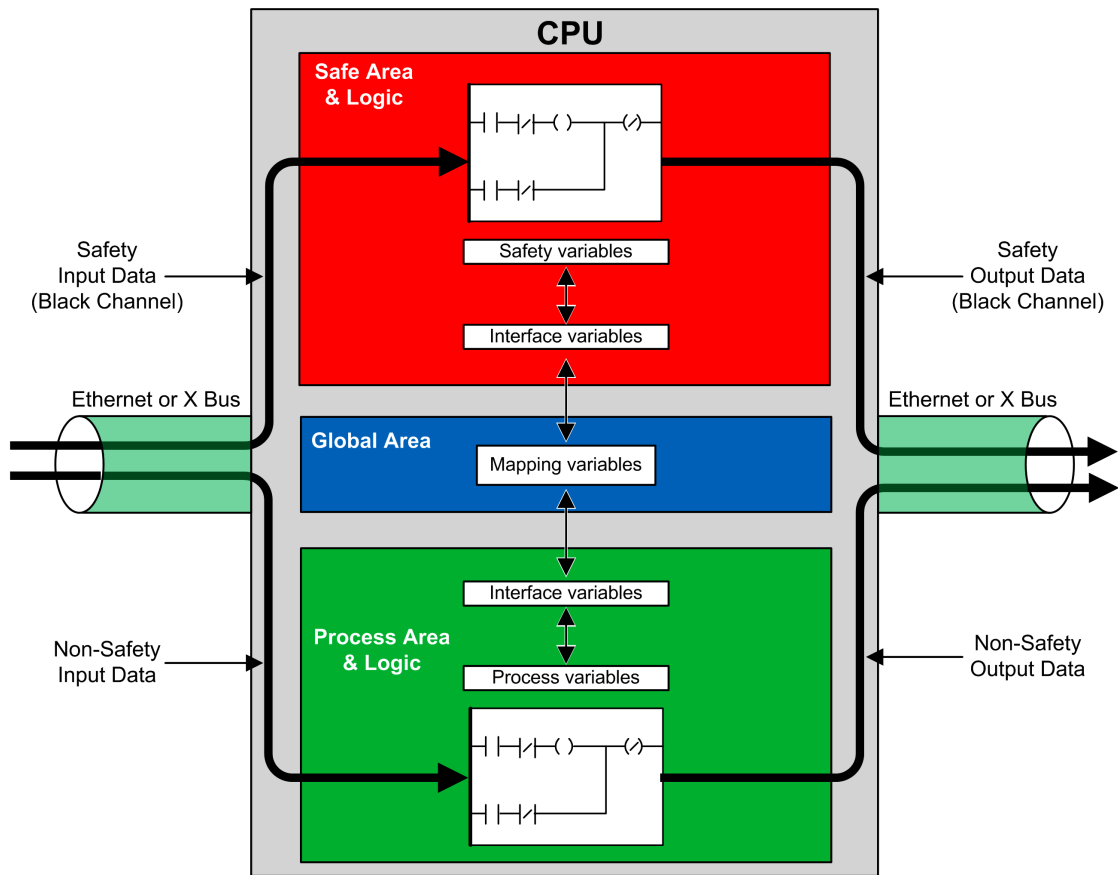 CPU
Safe Area
& Logic
Safety variables
Interface variables
Safety
Input Data
(Black Channel)
Safety
Output Data
(Black Channel)
Ethernet or X Bus
Ethernet or X Bus
Global Area
Mapping variables
Interface variables
Process Area
& Logic
Process variables
Non-Safety
Input Data
Non-Safety
Output Data